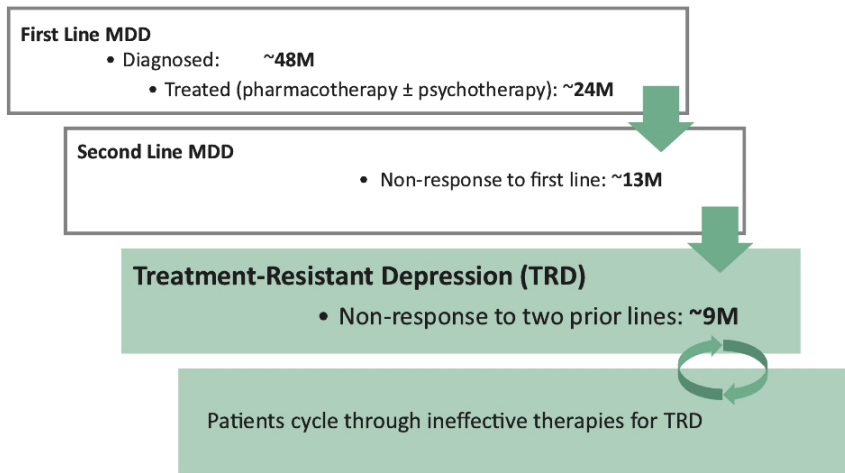 First Line MDD
• Diagnosed: ~48M
• Treated (pharmacotherapy ± psychotherapy): ~24M
Second Line MDD
• Non-response to first line: ~13M
Treatment-Resistant Depression (TRD)
• Non-response to two prior lines: ~9M
Patients cycle through ineffective therapies for TRD